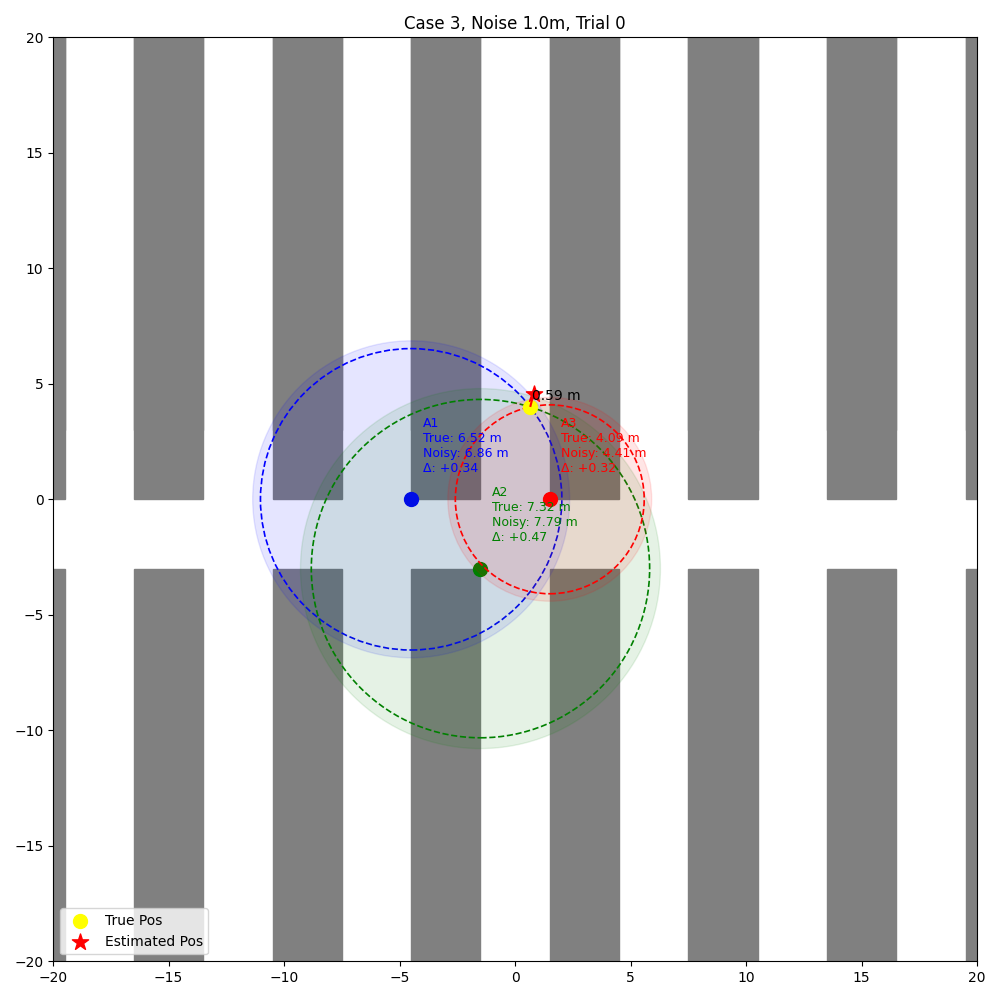 Case 3, Noise 1.0m, Trial 0
20
15
10
5
0
−5
−10
−15
−20
0.59 m
A1
True: 6.52 m
Noisy: 6.86 m
Δ: +0.34
A3
True: 4.09 m
Noisy: 4.41 m
Δ: +0.32
A2
True: 7.32 m
Noisy: 7.79 m
Δ: +0.47
True Pos
Estimated Pos
−20 −15 −10 −5 0 5 10 15 20